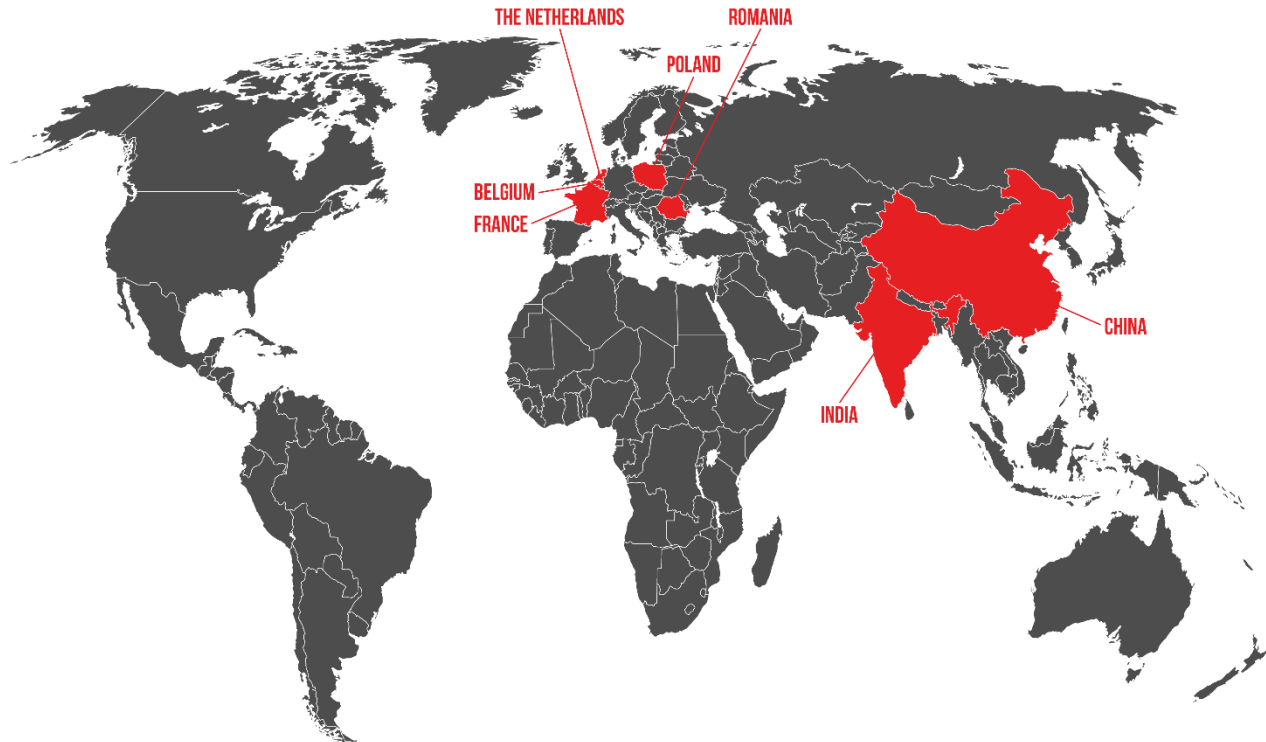 THE NETHERLANDS
ROMANIA
POLAND
BELGIUM
FRANCE
CHINA
INDIA